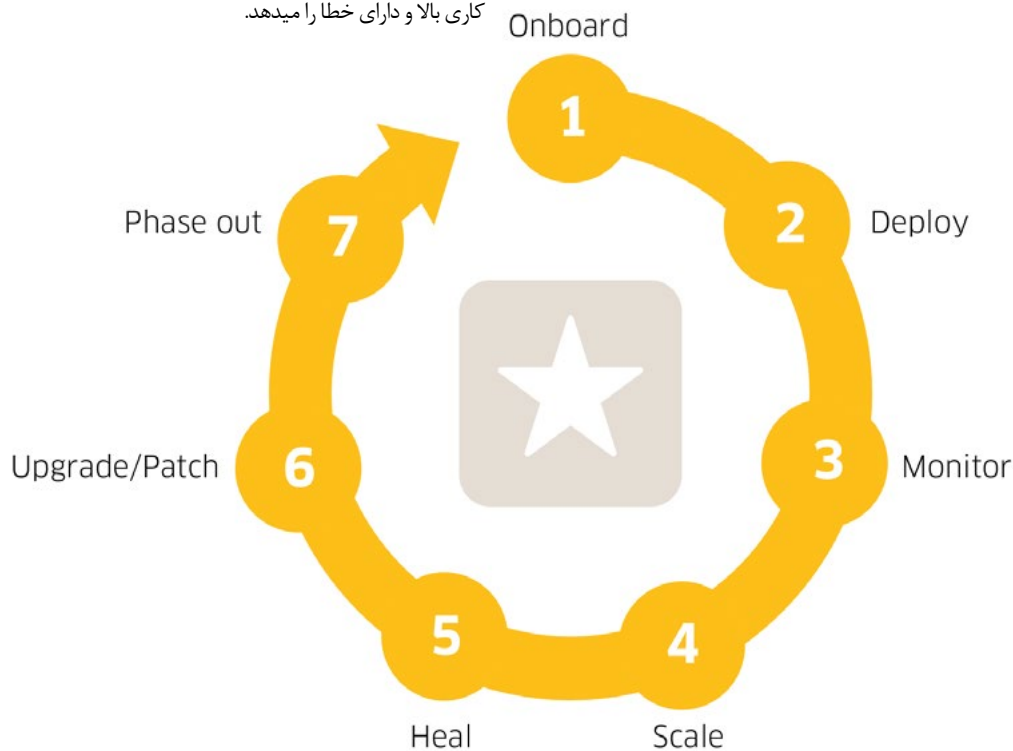 کاری بالا و دارای خطا را میدهد.
Onboard
1
2
Deploy
3
Monitor
4
Scale
5
Heal
6
Upgrade/Patch
7
Phase out